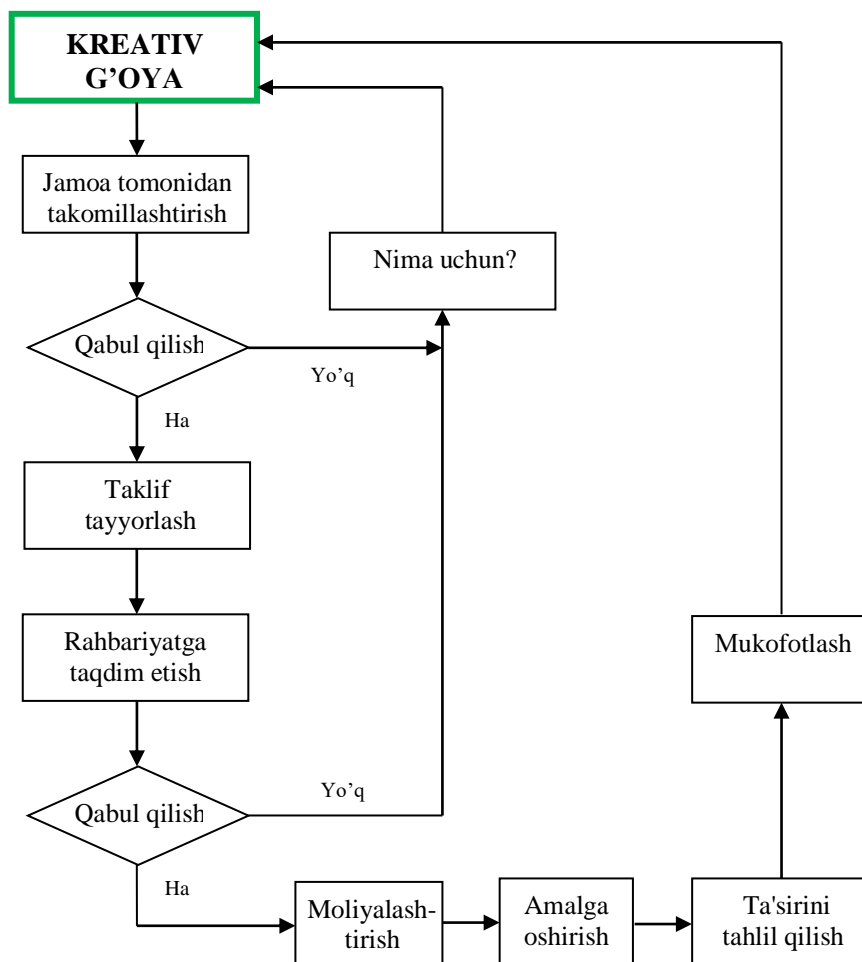 KREATIV
G’OYA
Jamoa tomonidan
takomillashtirish
Nima uchun?
Qabul qilish
Yo’q
Ha
Taklif
tayyorlash
Rahbariyatga
taqdim etish
Mukofotlash
Qabul qilish
Yo’q
Ha
Moliyalash-
tirish
Amalga
oshirish
Ta'sirini
tahlil qilish